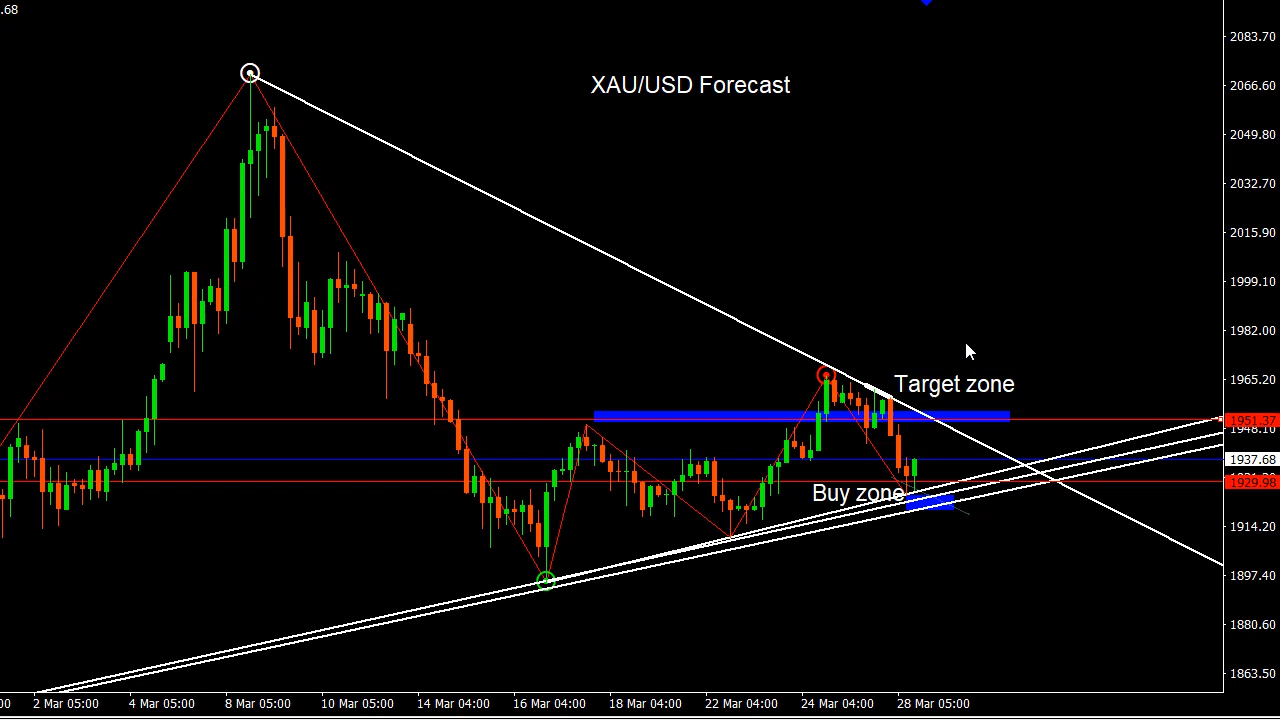 .68
XAU/USD Forecast
Target zone
Buy zone
2083.70
2066.60
2049.80
2032.70
2015.90
1999.10
1982.00
1965.20
1951.37
1948.10
1937.68
1929.98
1914.20
1897.40
1880.60
1863.50
00
2 Mar 05:00
4 Mar 05:00
8 Mar 05:00
10 Mar 05:00
14 Mar 04:00
16 Mar 04:00
18 Mar 04:00
22 Mar 04:00
24 Mar 04:00
28 Mar 05:00